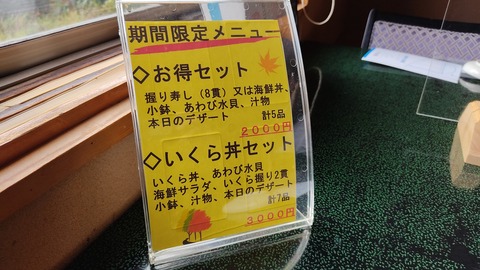 期間限定メニュー
◇お得セット
握り寿し（8貫）又は海鮮丼、
小鉢、あわび水貝、汁物
本日のデザート 計5品
2000円
◇いくら丼セット
いくら丼、あわび水貝
海鮮サラダ、いくら握り2貫
小鉢、汁物、本日のデザート
計7品
3000円